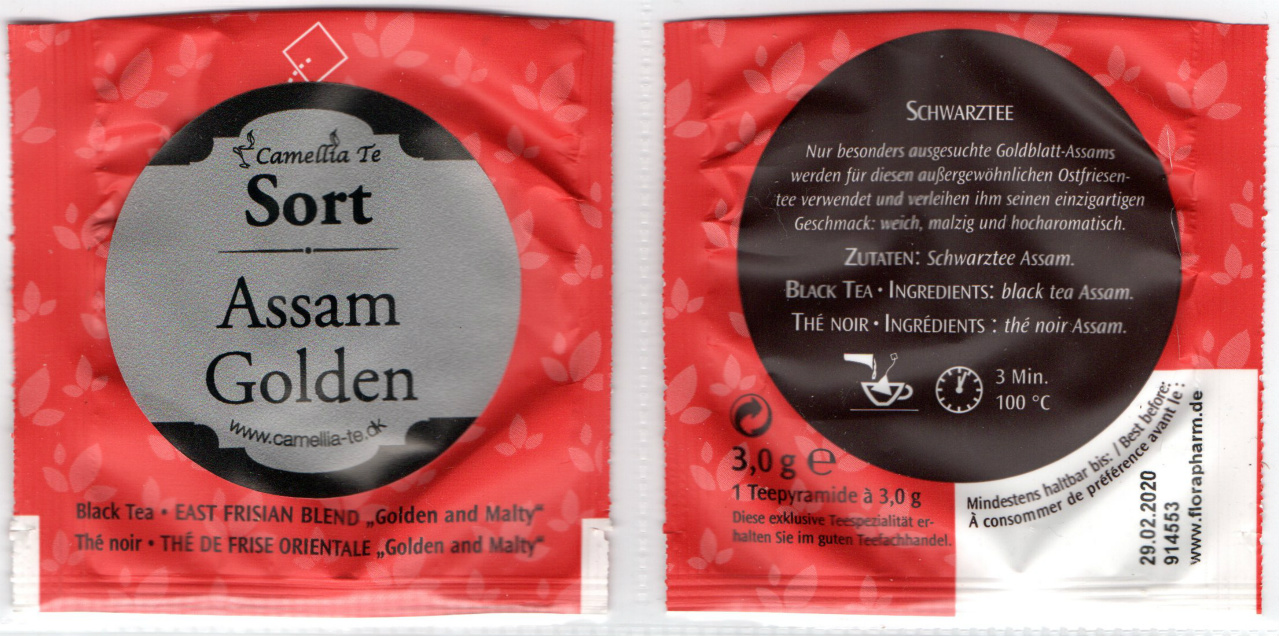 Camellia Te
Sort
Assam
Golden
www.camellia-te.dk
Black Tea • EAST FRISIAN BLEND „Golden and Malty“
Thé noir • THÉ DE FRISE ORIENTALE „Golden and Malty“
SCHWARZTEE
Nur besonders ausgesuchte Goldblatt-Assams
werden für diesen außergewöhnlichen Ostfriesen-
tee verwendet und verleihen ihm seinen einzigartigen
Geschmack: weich, malzig und hocharomatisch.
ZUTATEN: Schwarztee Assam.
BLACK TEA • INGREDIENTS: black tea Assam.
THÉ NOIR • INGRÉDIENTS : thé noir Assam.
3 Min.
100 °C
3,0 g ℮
1 Teepyramide à 3,0 g
Diese exklusive Teespezialität er-
halten Sie im guten Teefachhandel.
Mindestens haltbar bis: / Best before:
À consommer de préférence avant le :
29.02.2020
914553
www.florapharm.de